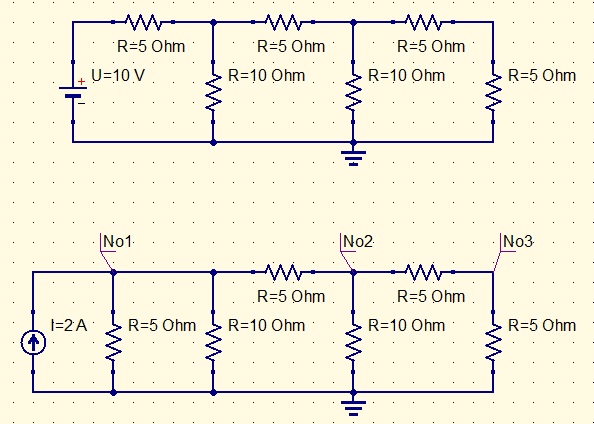 R=5 Ohm R=5 Ohm R=5 Ohm
U=10 V R=10 Ohm R=10 Ohm R=5 Ohm
+
−
No1 No2 No3
R=5 Ohm R=5 Ohm
I=2 A R=5 Ohm R=10 Ohm R=10 Ohm R=5 Ohm